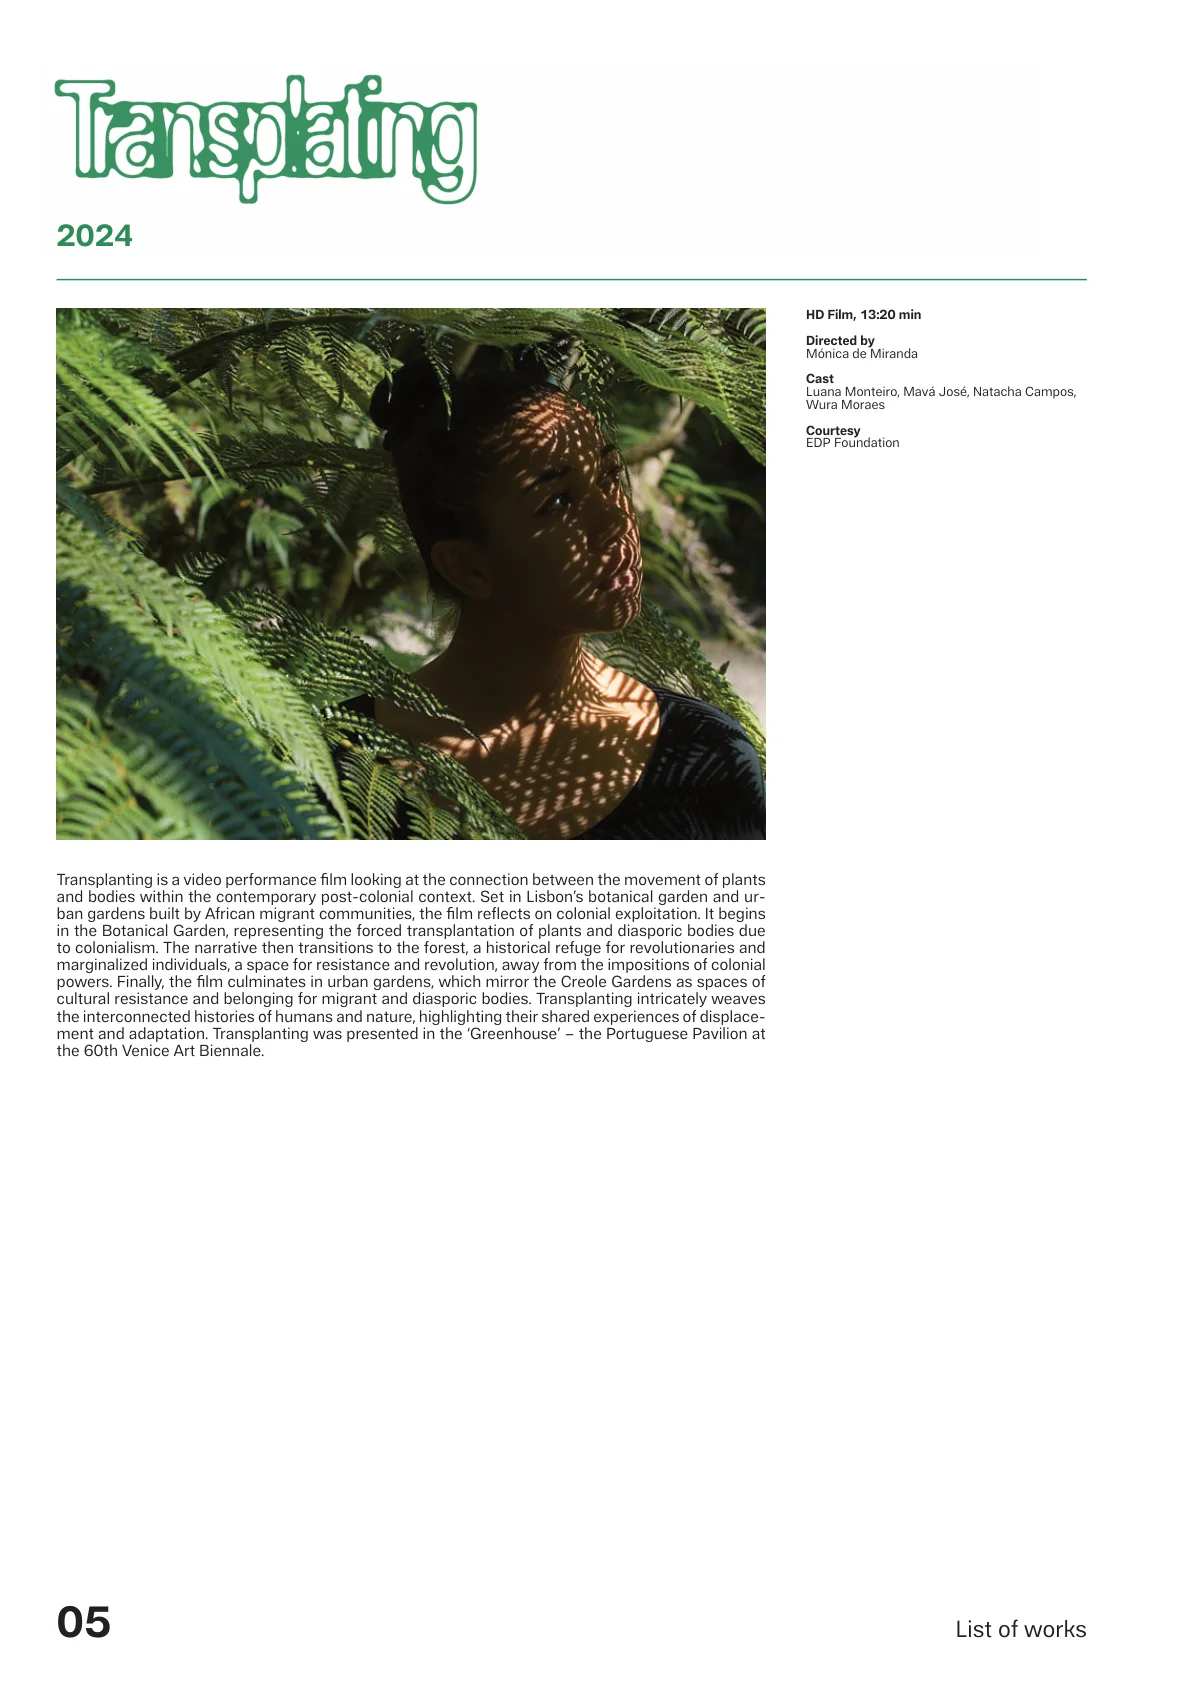 Transplating
2024
HD Film, 13:20 min
Directed by
Mónica de Miranda
Cast
Luana Monteiro, Mavá José, Natacha Campos,
Wura Moraes
Courtesy
EDP Foundation
Transplanting is a video performance film looking at the connection between the movement of plants
and bodies within the contemporary post-colonial context. Set in Lisbon’s botanical garden and ur-
ban gardens built by African migrant communities, the film reflects on colonial exploitation. It begins
in the Botanical Garden, representing the forced transplantation of plants and diasporic bodies due
to colonialism. The narrative then transitions to the forest, a historical refuge for revolutionaries and
marginalized individuals, a space for resistance and revolution, away from the impositions of colonial
powers. Finally, the film culminates in urban gardens, which mirror the Creole Gardens as spaces of
cultural resistance and belonging for migrant and diasporic bodies. Transplanting intricately weaves
the interconnected histories of humans and nature, highlighting their shared experiences of displace-
ment and adaptation. Transplanting was presented in the ‘Greenhouse’ – the Portuguese Pavilion at
the 60th Venice Art Biennale.
05
List of works